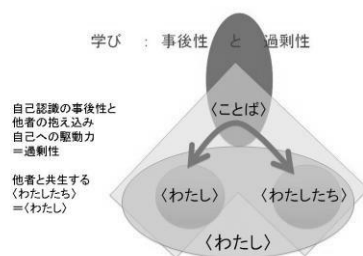 学び ： 事後性 と 過剰性
〈ことば〉
自己認識の事後性と
他者の抱え込み
自己への駆動力
＝過剰性
他者と共生する
〈わたしたち〉
＝〈わたし〉
〈わたし〉
〈わたしたち〉
〈わたし〉